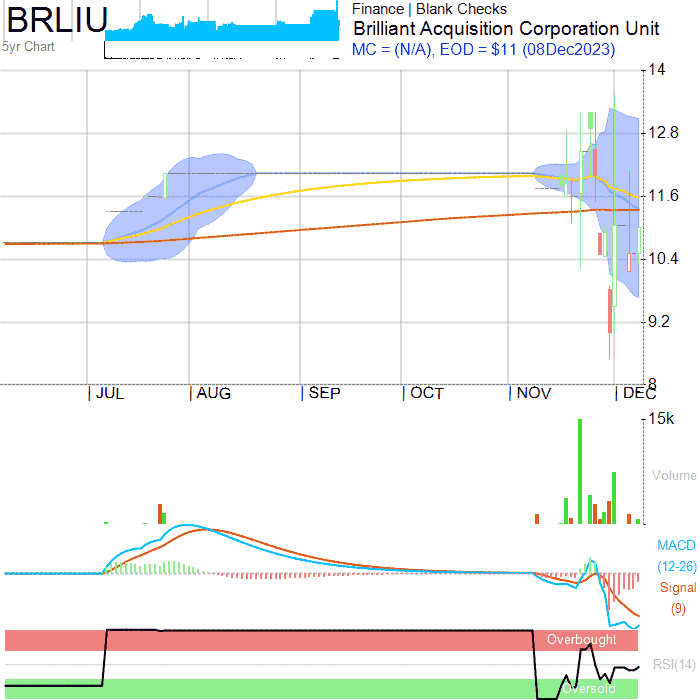 BRLIU
5yr Chart
Finance | Blank Checks
Brilliant Acquisition Corporation Unit
MC = (N/A), EOD = $11 (08Dec2023)
14
12.8
11.6
10.4
9.2
8
JUL AUG SEP OCT NOV DEC
15k
Volume
MACD
(12-26)
Signal
(9)
Overbought
RSI(14)
Oversold